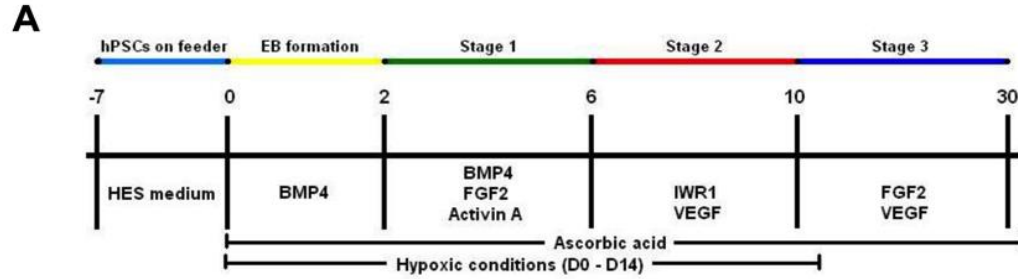 A
hPSCs on feeder EB formation Stage 1 Stage 2 Stage 3
-7 0 2 6 10 30
HES medium
BMP4
BMP4
FGF2
Activin A
IWR1
VEGF
FGF2
VEGF
Ascorbic acid
Hypoxic conditions (D0 - D14)